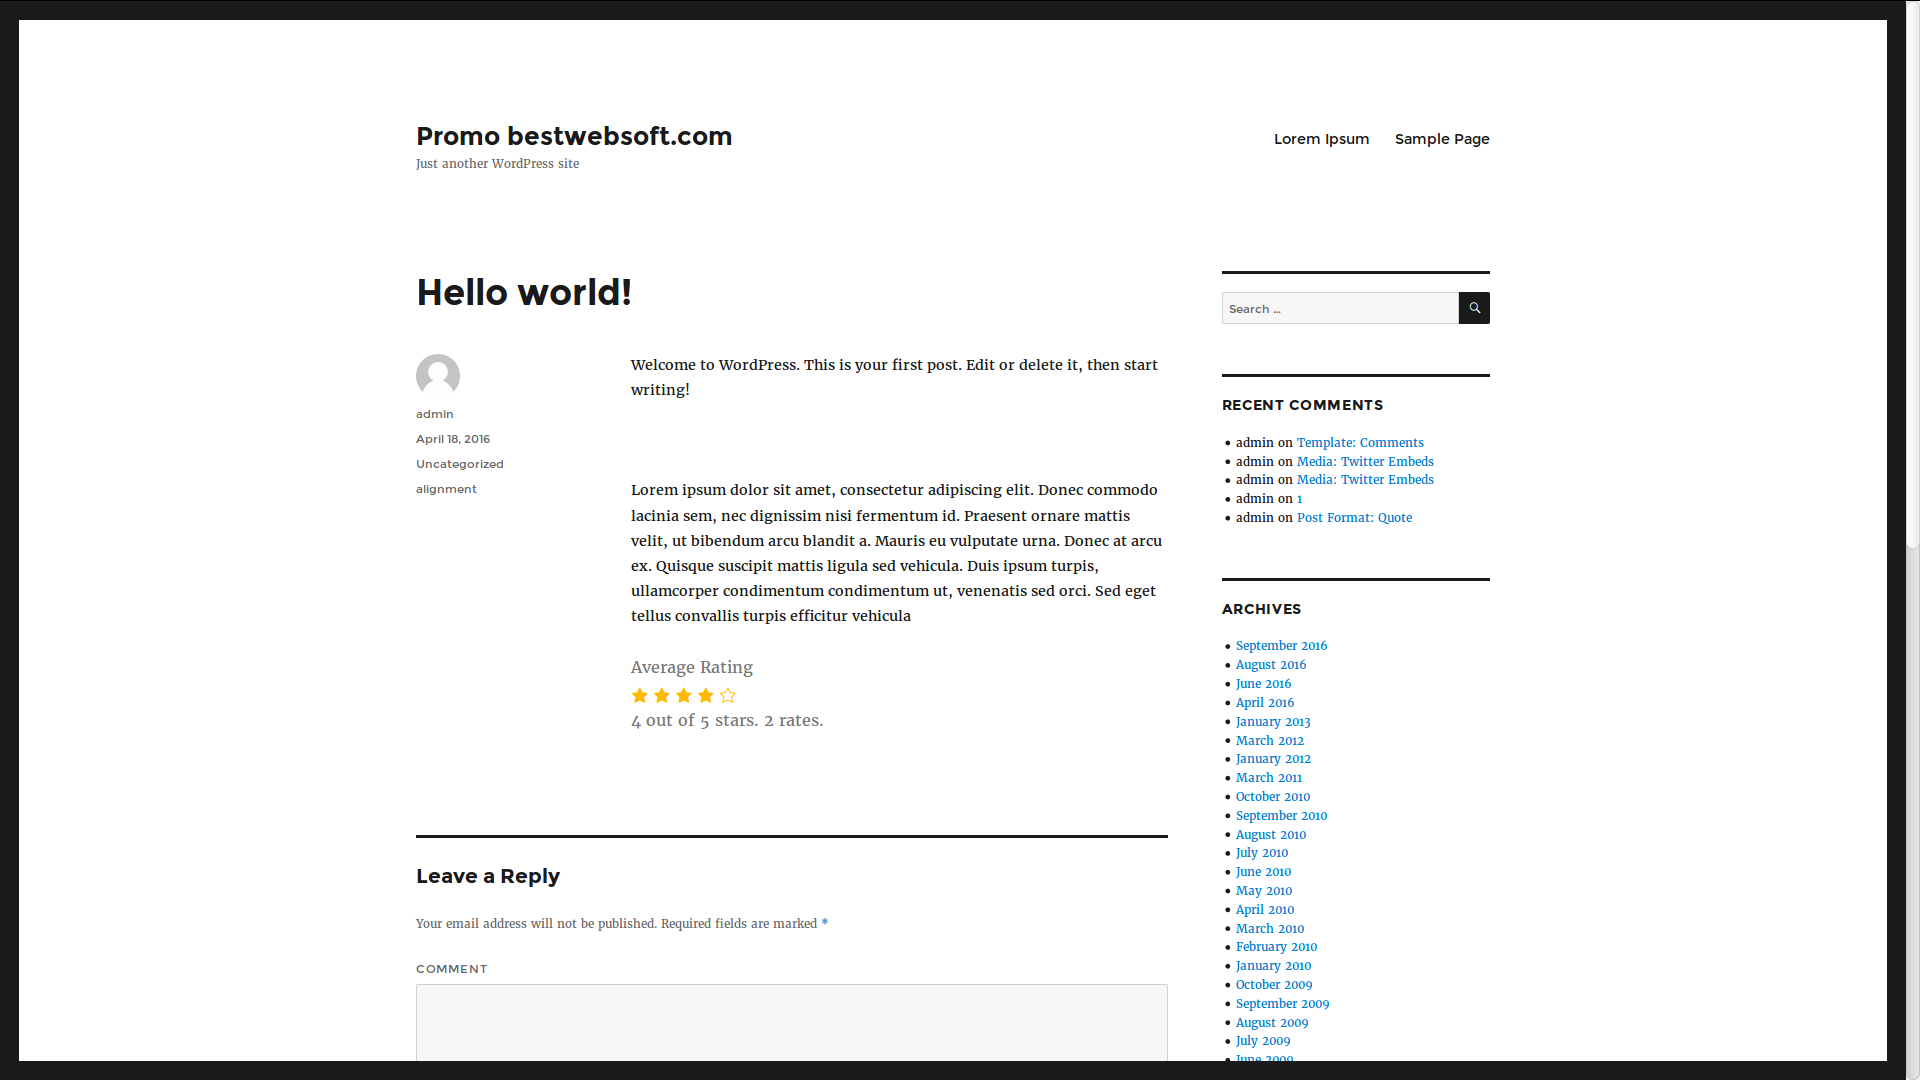 Promo bestwebsoft.com
Just another WordPress site
Lorem Ipsum
Sample Page
Hello world!
admin
April 18, 2016
Uncategorized
alignment
Welcome to WordPress. This is your first post. Edit or delete it, then start
writing!
Lorem ipsum dolor sit amet, consectetur adipiscing elit. Donec commodo
lacinia sem, nec dignissim nisi fermentum id. Praesent ornare mattis
velit, ut bibendum arcu blandit a. Mauris eu vulputate urna. Donec at arcu
ex. Quisque suscipit mattis ligula sed vehicula. Duis ipsum turpis,
ullamcorper condimentum condimentum ut, venenatis sed orci. Sed eget
tellus convallis turpis efficitur vehicula
Average Rating
4 out of 5 stars. 2 rates.
Leave a Reply
Your email address will not be published. Required fields are marked *
COMMENT
Search …
RECENT COMMENTS
admin on Template: Comments
admin on Media: Twitter Embeds
admin on Media: Twitter Embeds
admin on 1
admin on Post Format: Quote
ARCHIVES
September 2016
August 2016
June 2016
April 2016
January 2013
March 2012
January 2012
March 2011
October 2010
September 2010
August 2010
July 2010
June 2010
May 2010
April 2010
March 2010
February 2010
January 2010
October 2009
September 2009
August 2009
July 2009
June 2009